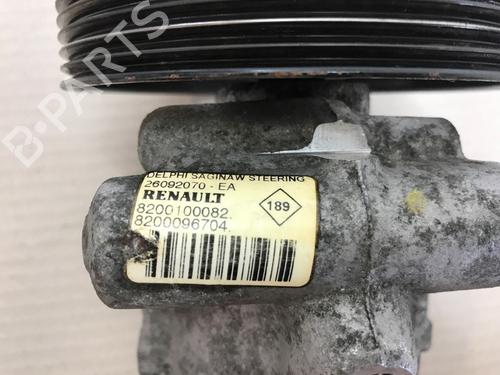 B-PARTS
DELPHI SAGINAW STEERING
26092070 - EA
RENAULT
8200100082.
8200096704.
189